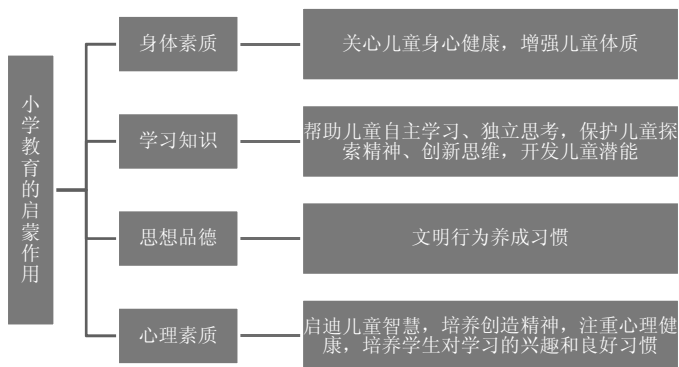 小学教育的启蒙作用
身体素质
关心儿童身心健康，增强儿童体质
学习知识
帮助儿童自主学习、独立思考，保护儿童探
索精神、创新思维，开发儿童潜能
思想品德
文明行为养成习惯
心理素质
启迪儿童智慧，培养创造精神，注重心理健
康，培养学生对学习的兴趣和良好习惯